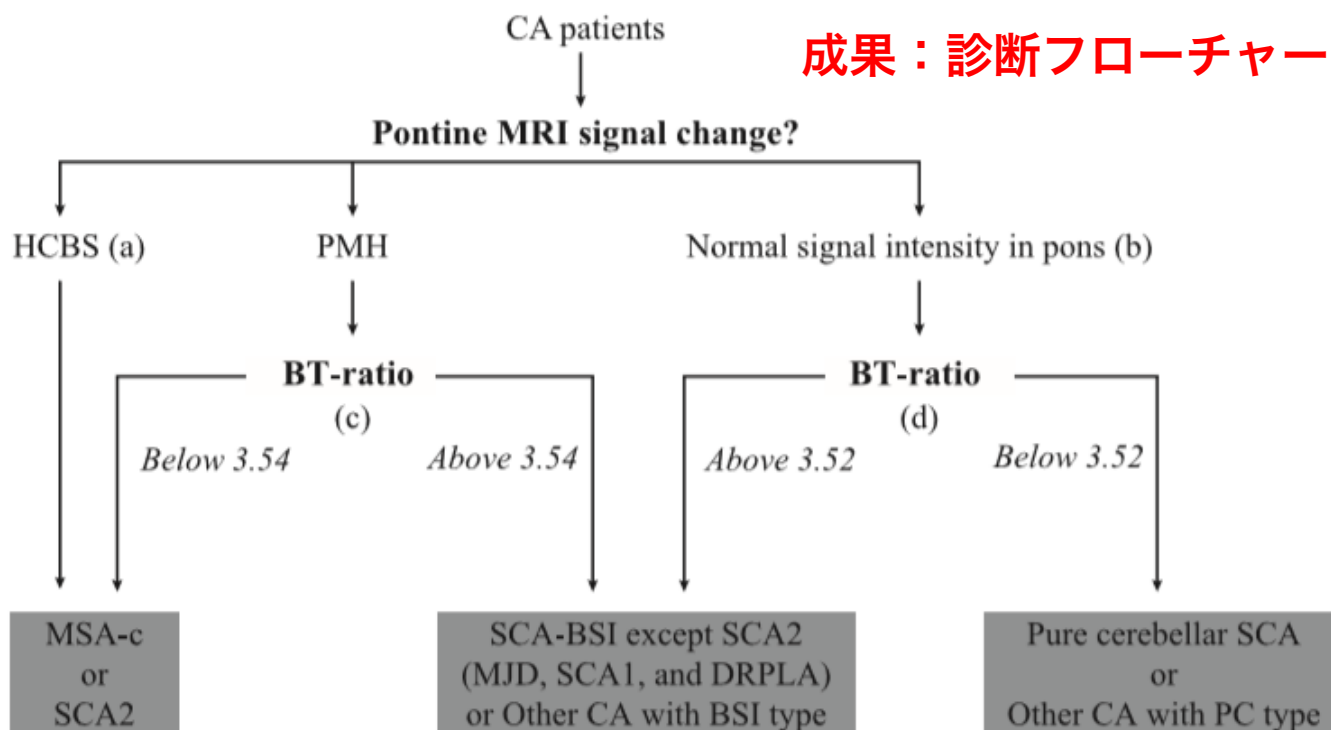 CA patients
成果：診断フローチャー
Pontine MRI signal change?
HCBS (a)
PMH
Normal signal intensity in pons (b)
BT-ratio
(c)
BT-ratio
(d)
Below 3.54
Above 3.54
Above 3.52
Below 3.52
MSA-c
or
SCA2
SCA-BSI except SCA2
(MJD, SCA1, and DRPLA)
or Other CA with BSI type
Pure cerebellar SCA
or
Other CA with PC type